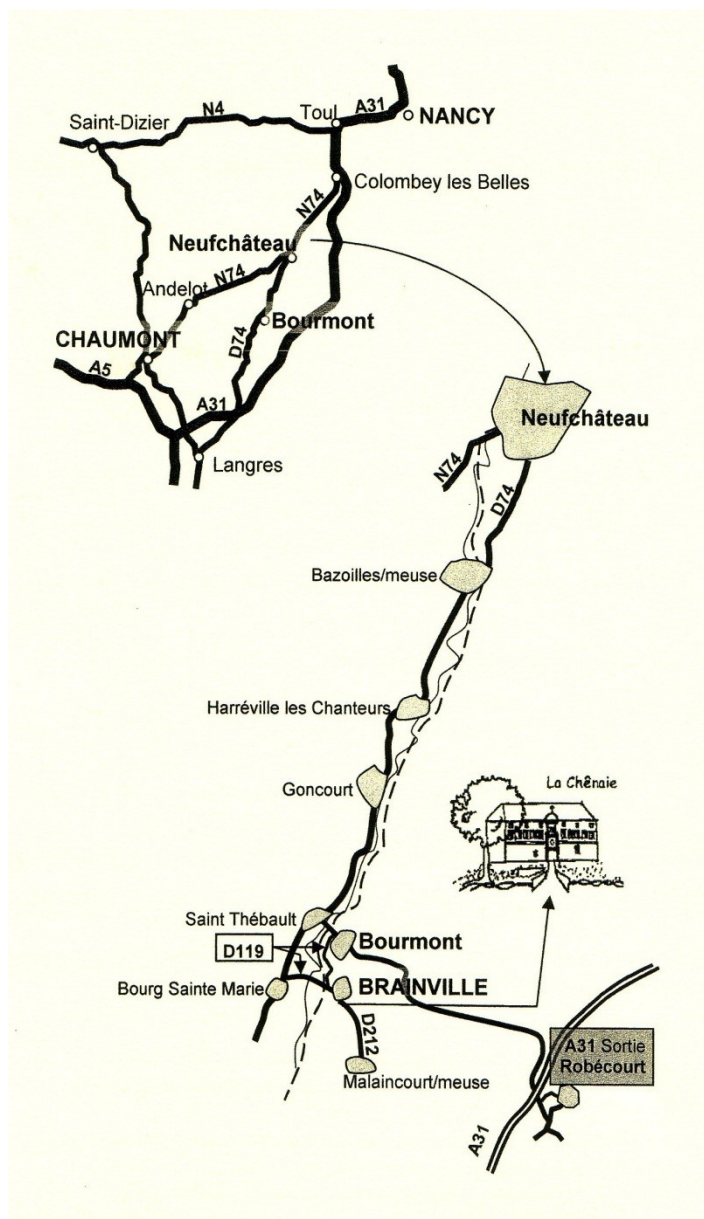 N4
Toul
A31
NANCY
Saint-Dizier
Colombey les Belles
N74
Neufchâteau
N74
Andelot
Bourmont
D74
CHAUMONT
A5
A31
Langres
Neufchâteau
N74
D74
Bazoilles/meuse
Harréville les Chanteurs
Goncourt
La Chênaie
Saint Thébault
D119
Bourmont
Bourg Sainte Marie
BRAINVILLE
D212
Malaincourt/meuse
A31 Sortie
Robécourt
A31